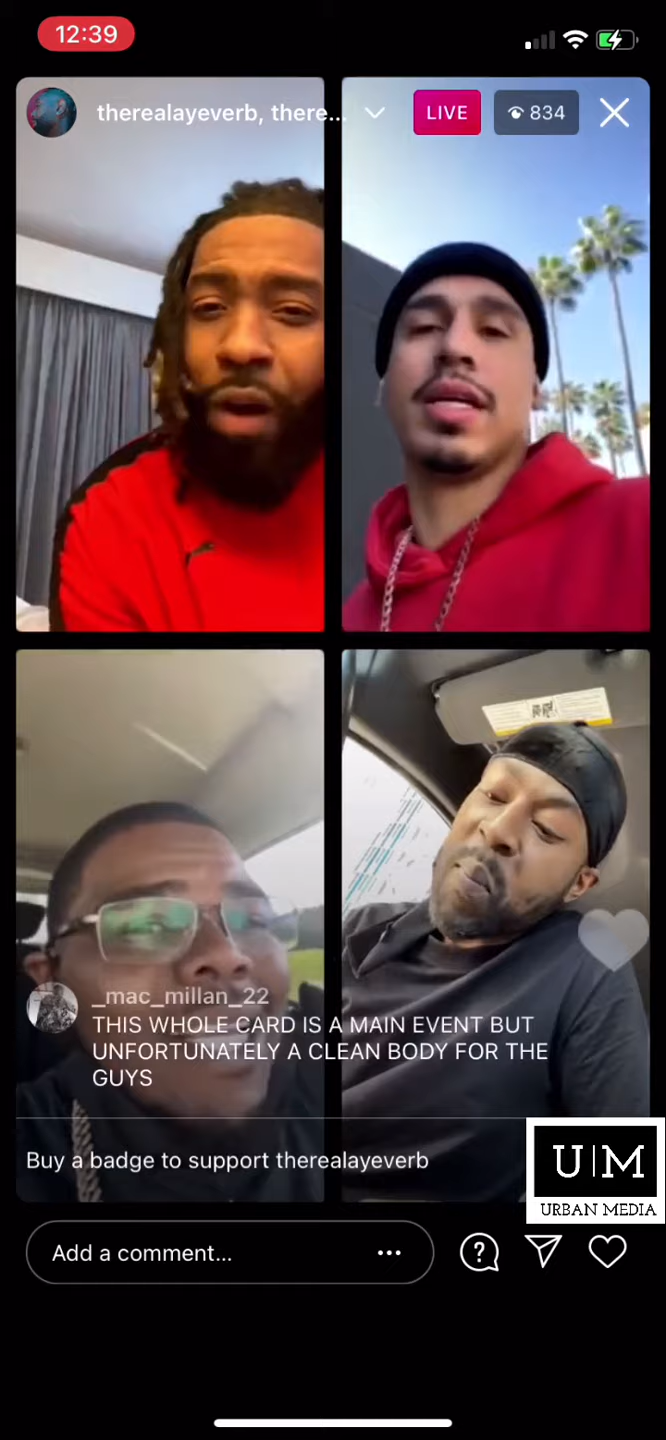 12:39
therealayeverb, there...
LIVE
834
_mac_millan_22
THIS WHOLE CARD IS A MAIN EVENT BUT
UNFORTUNATELY A CLEAN BODY FOR THE
GUYS
Buy a badge to support therealayeverb
U|M
URBAN MEDIA
Add a comment...